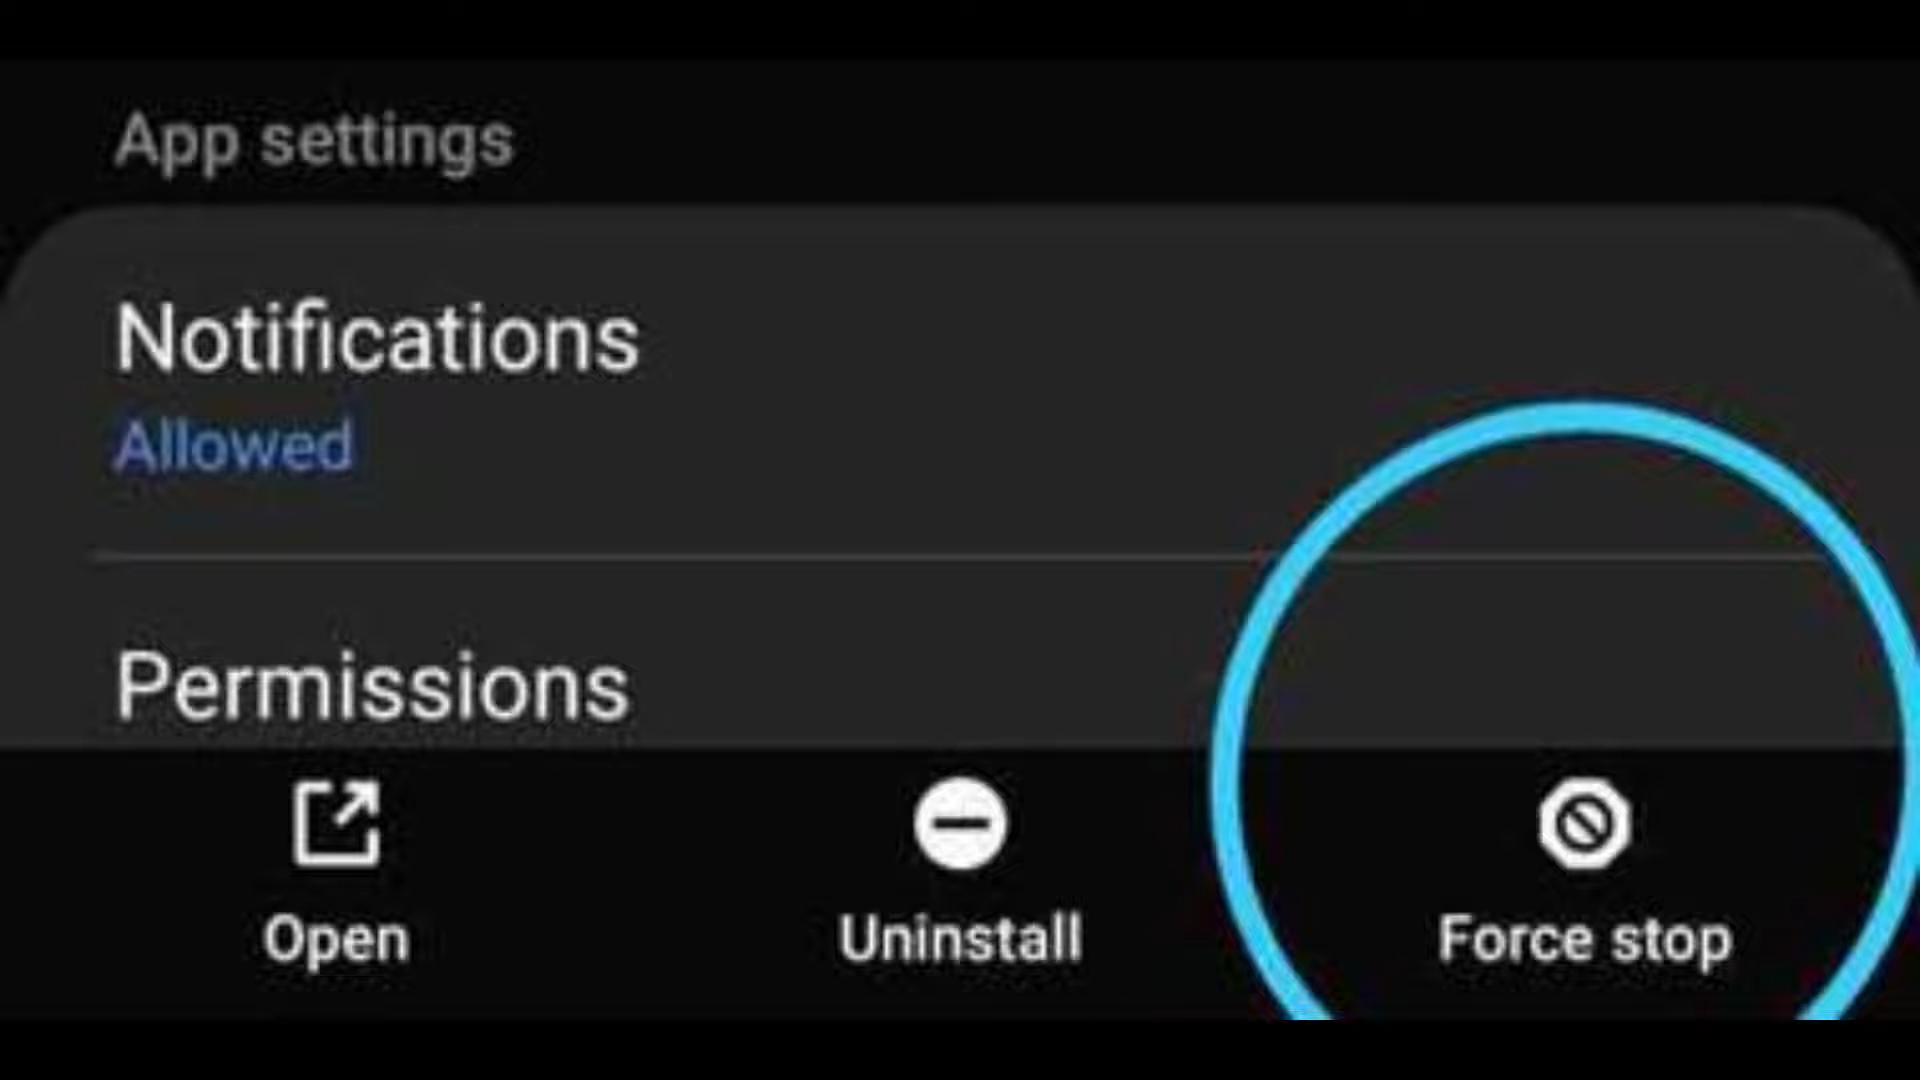 App settings
Notifications
Allowed
Permissions
Open
Uninstall
Force stop